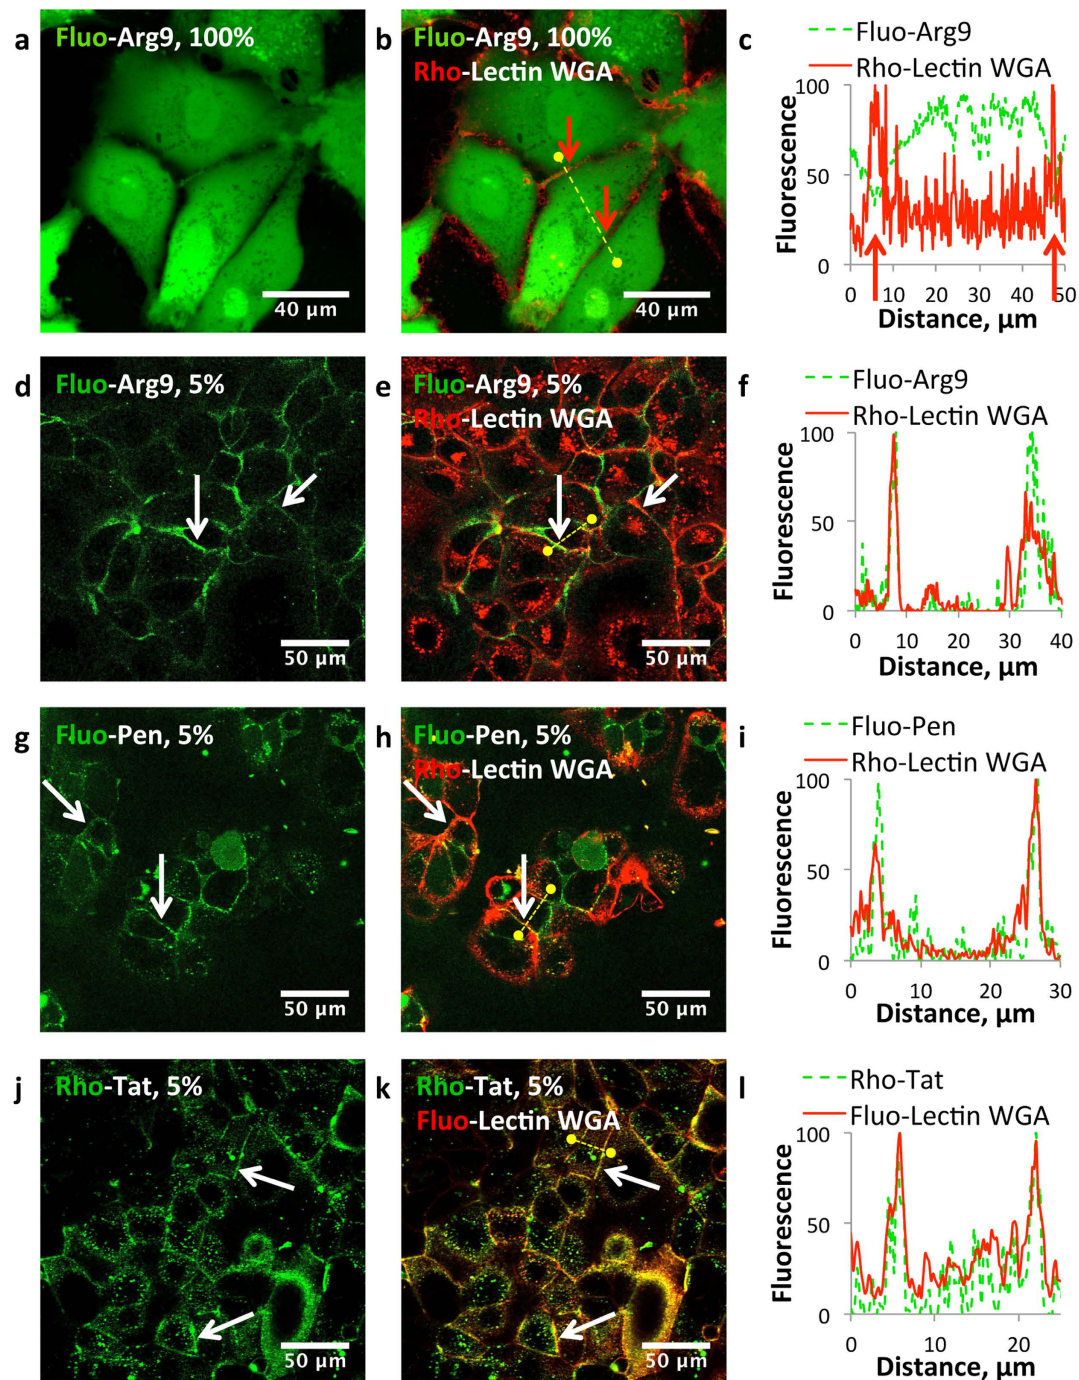 a
Fluo-Arg9, 100%
40 µm
b
Fluo-Arg9, 100%
Rho-Lectin WGA
40 µm
c
Fluo-Arg9
Rho-Lectin WGA
Fluorescence
100
50
0
0 10 20 30 40 50
Distance, µm
d
Fluo-Arg9, 5%
50 µm
e
Fluo-Arg9, 5%
Rho-Lectin WGA
50 µm
f
Fluo-Arg9
Rho-Lectin WGA
Fluorescence
100
50
0
0 10 20 30 40
Distance, µm
g
Fluo-Pen, 5%
50 µm
h
Fluo-Pen, 5%
Rho-Lectin WGA
50 µm
i
Fluo-Pen
Rho-Lectin WGA
Fluorescence
100
50
0
0 10 20 30
Distance, µm
j
Rho-Tat, 5%
50 µm
k
Rho-Tat, 5%
Fluo-Lectin WGA
50 µm
l
Rho-Tat
Fluo-Lectin WGA
Fluorescence
100
50
0
0 10 20
Distance, µm